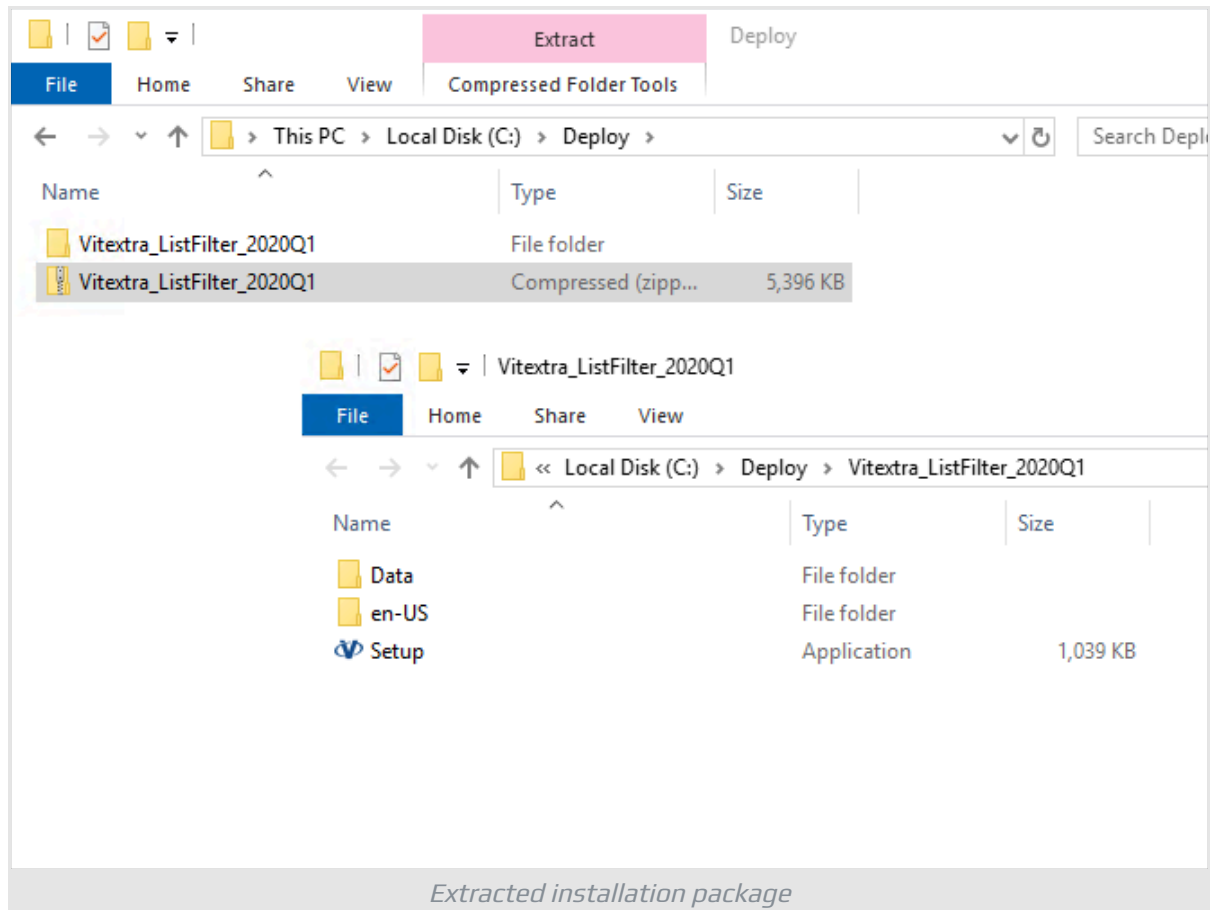 Extract Deploy
File Home Share View Compressed Folder Tools
This PC > Local Disk (C:) > Deploy > Search Depl
Name Type Size
Vitextra_ListFilter_2020Q1 File folder
Vitextra_ListFilter_2020Q1 Compressed (zipp... 5,396 KB
Vitextra_ListFilter_2020Q1
File Home Share View
« Local Disk (C:) > Deploy > Vitextra_ListFilter_2020Q1
Name Type Size
Data File folder
en-US File folder
Setup Application 1,039 KB
Extracted installation package